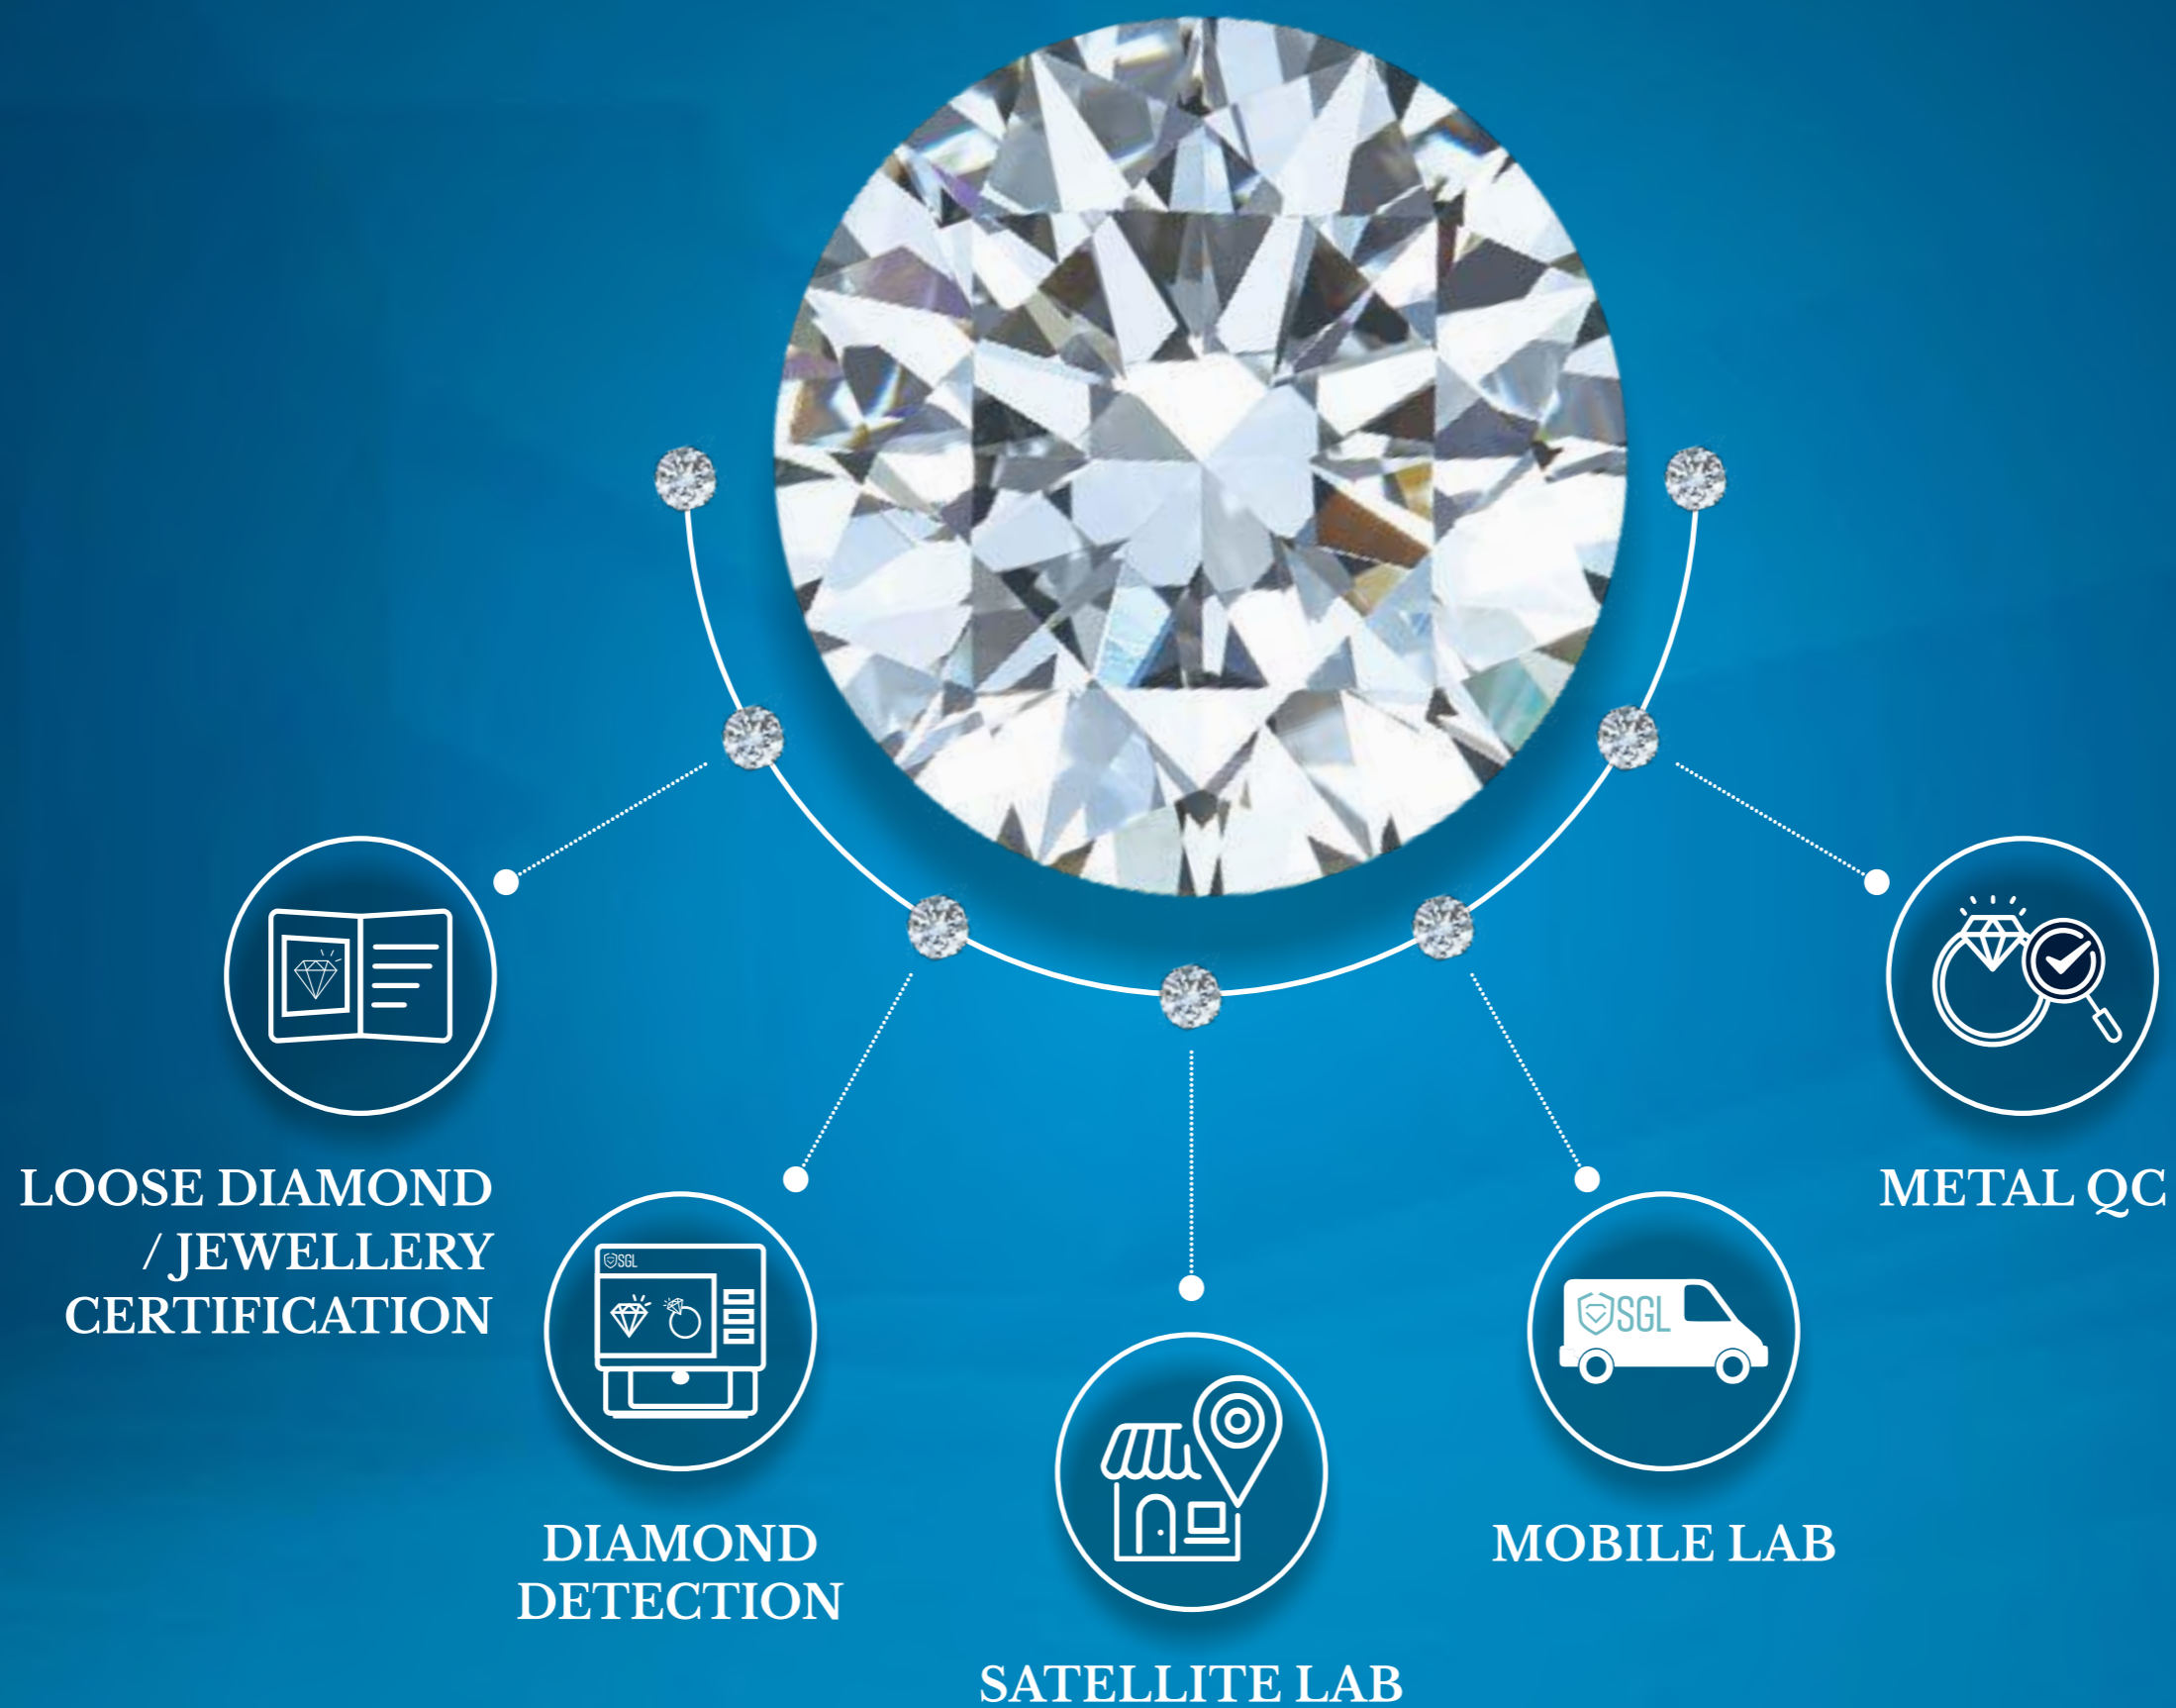 LOOSE DIAMOND
/ JEWELLERY
CERTIFICATION
SGL
DIAMOND
DETECTION
SATELLITE LAB
SGL
MOBILE LAB
METAL QC